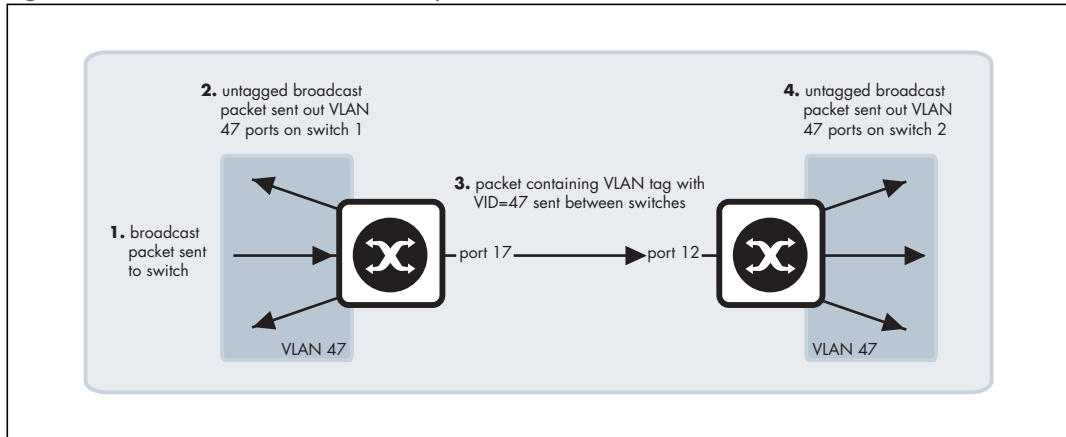 2. untagged broadcast
packet sent out VLAN
47 ports on switch 1
4. untagged broadcast
packet sent out VLAN
47 ports on switch 2
3. packet containing VLAN tag with
VID=47 sent between switches
1. broadcast
packet sent
to switch
port 17
port 12
VLAN 47
VLAN 47